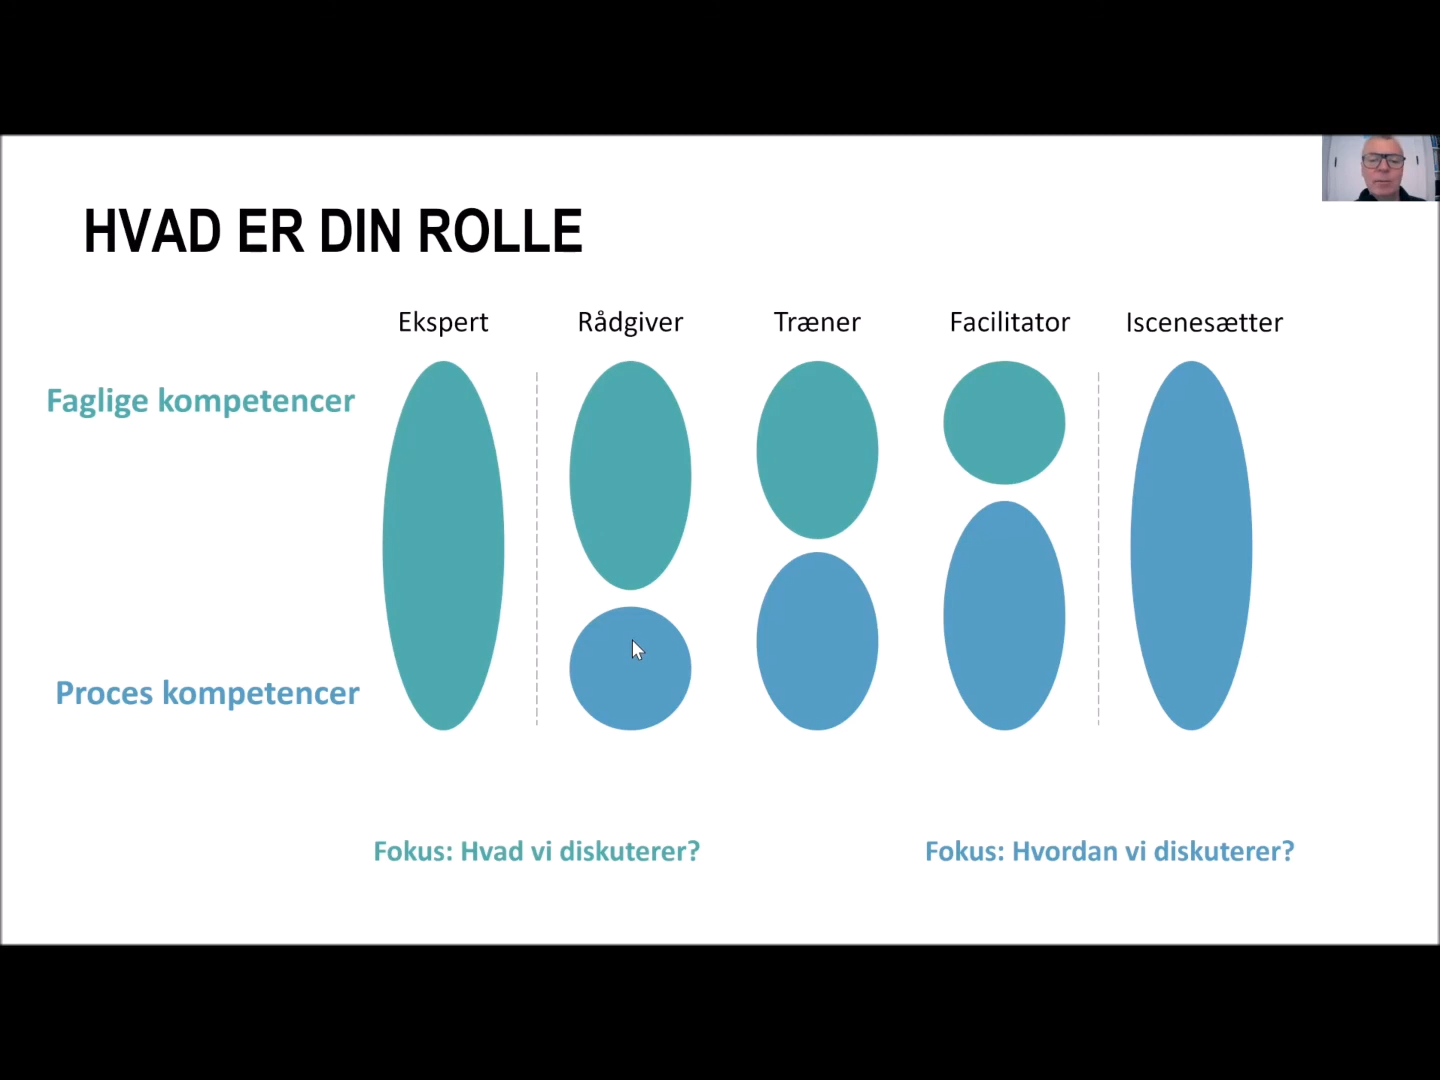 HVAD ER DIN ROLLE
Ekspert
Rådgiver
Træner
Facilitator
Iscenesætter
Faglige kompetencer
Proces kompetencer
Fokus: Hvad vi diskuterer?
Fokus: Hvordan vi diskuterer?